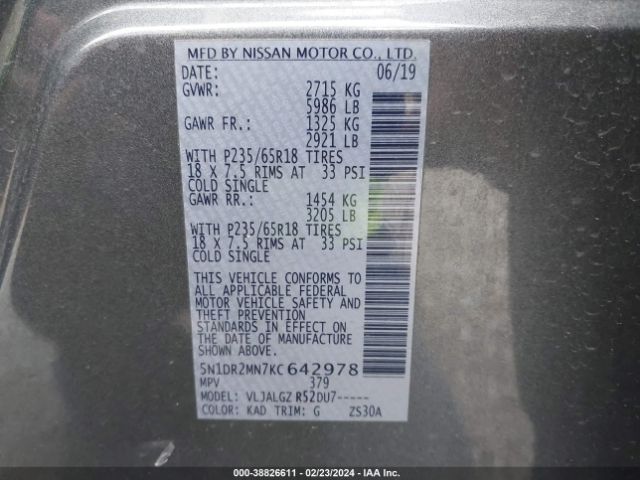 MFD BY NISSAN MOTOR CO., LTD.
DATE: 06/19
GVWR: 2715 KG
5986 LB
GAWR FR.: 1325 KG
2921 LB
WITH P235/65R18 TIRES
18 X 7.5 RIMS AT 33 PSI
COLD SINGLE
GAWR RR.: 1454 KG
3205 LB
WITH P235/65R18 TIRES
18 X 7.5 RIMS AT 33 PSI
COLD SINGLE
THIS VEHICLE CONFORMS TO
ALL APPLICABLE FEDERAL
MOTOR VEHICLE SAFETY AND
THEFT PREVENTION
STANDARDS IN EFFECT ON
THE DATE OF MANUFACTURE
SHOWN ABOVE.
5N1DR2MN7KC642978
MPV 379
MODEL: VLJALGZ R52DU7-----
COLOR: KAD TRIM: G ZS30A
000-38826611 - 02/23/2024 - IAA Inc.